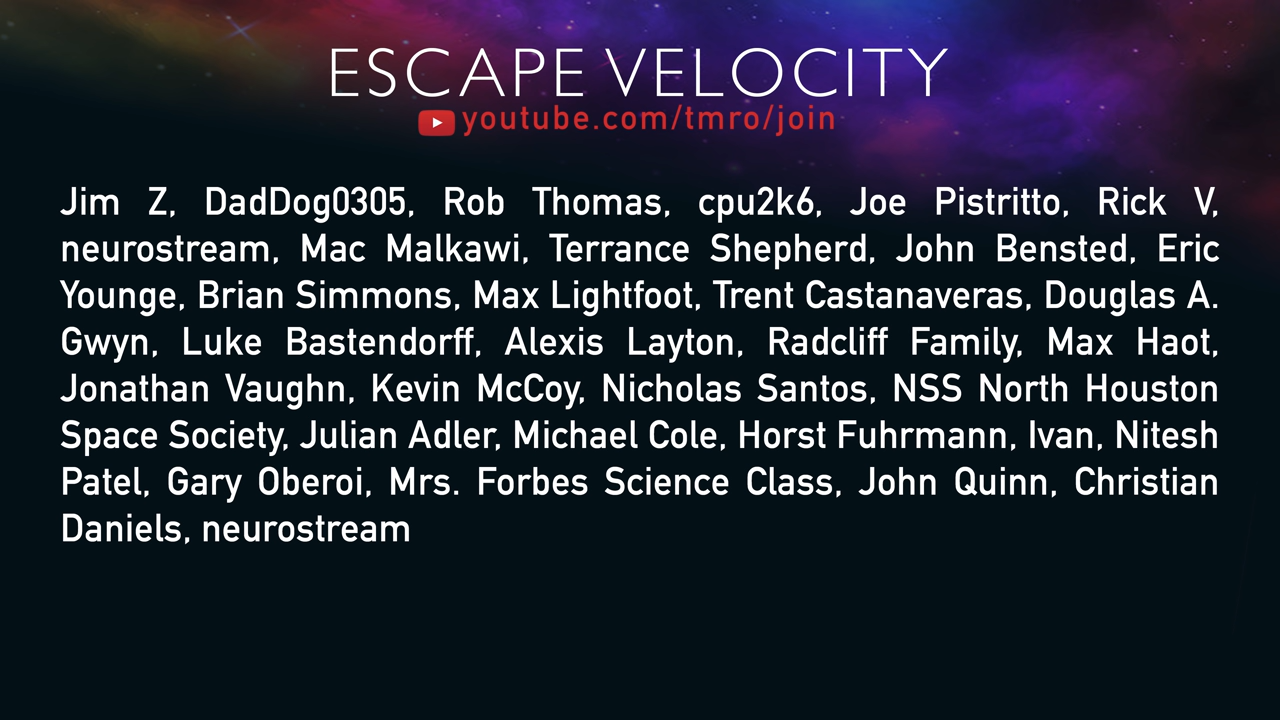 ESCAPE VELOCITY
youtube.com/tmro/join
Jim Z, DadDog0305, Rob Thomas, cpu2k6, Joe Pistritto, Rick V,
neurostream, Mac Malkawi, Terrance Shepherd, John Bensted, Eric
Younge, Brian Simmons, Max Lightfoot, Trent Castanaveras, Douglas A.
Gwyn, Luke Bastendorff, Alexis Layton, Radcliff Family, Max Haot,
Jonathan Vaughn, Kevin McCoy, Nicholas Santos, NSS North Houston
Space Society, Julian Adler, Michael Cole, Horst Fuhrmann, Ivan, Nitesh
Patel, Gary Oberoi, Mrs. Forbes Science Class, John Quinn, Christian
Daniels, neurostream